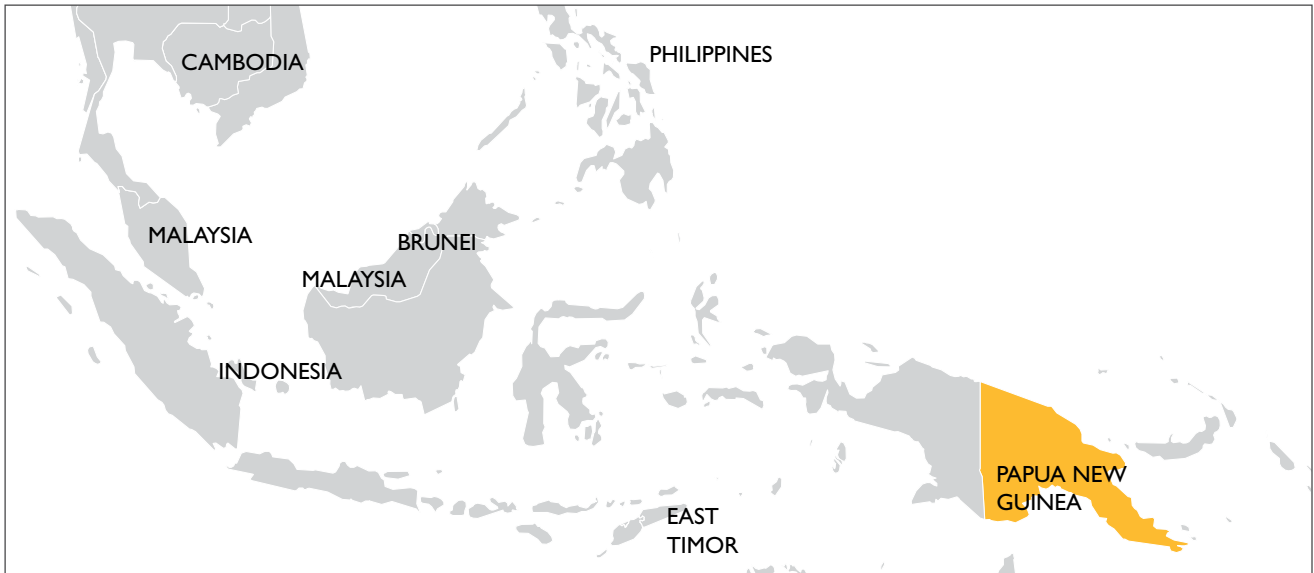 PHILIPPINES
CAMBODIA
MALAYSIA
BRUNEI
MALAYSIA
INDONESIA
PAPUA NEW
GUINEA
EAST
TIMOR